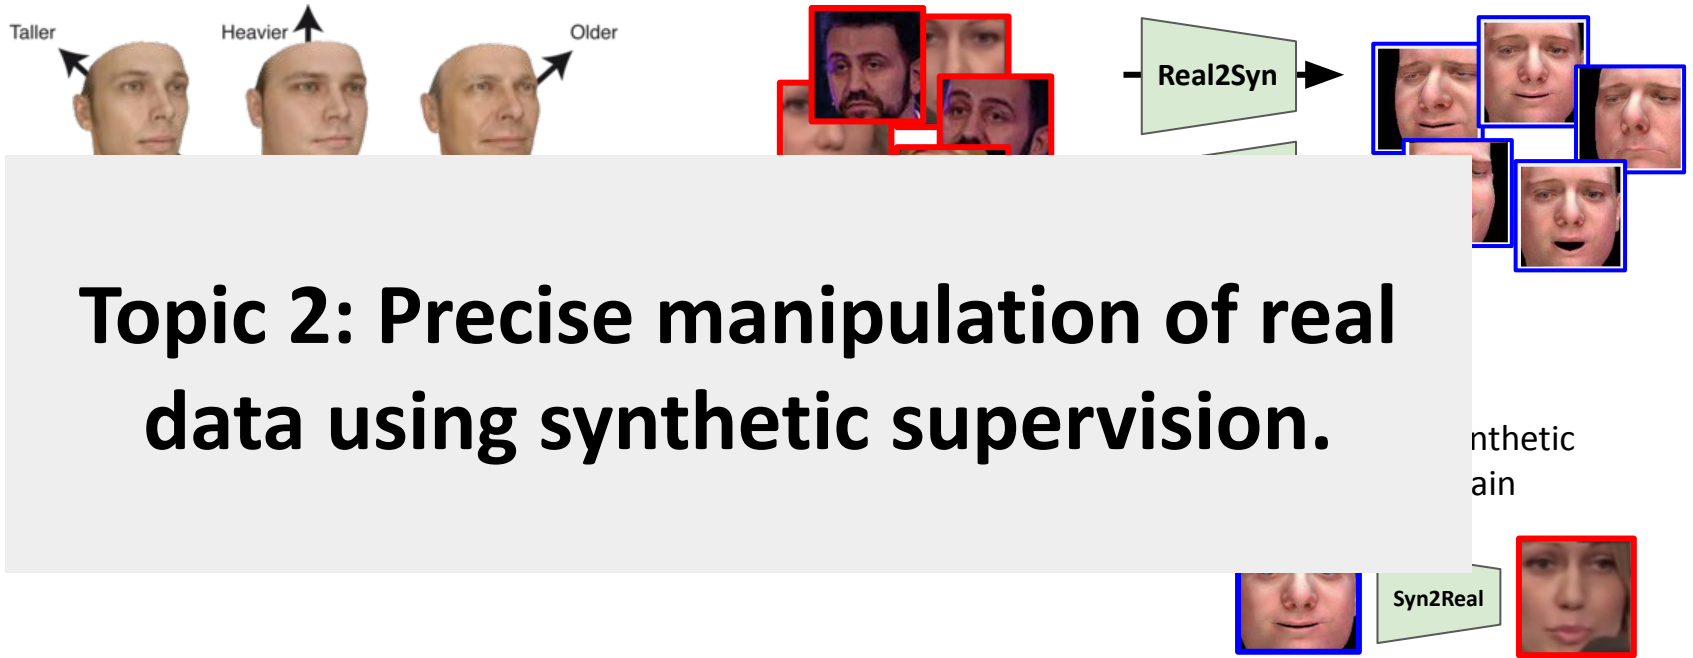 Taller
Heavier
Older
Real2Syn
Topic 2: Precise manipulation of real
data using synthetic supervision.
nthetic
ain
Syn2Real